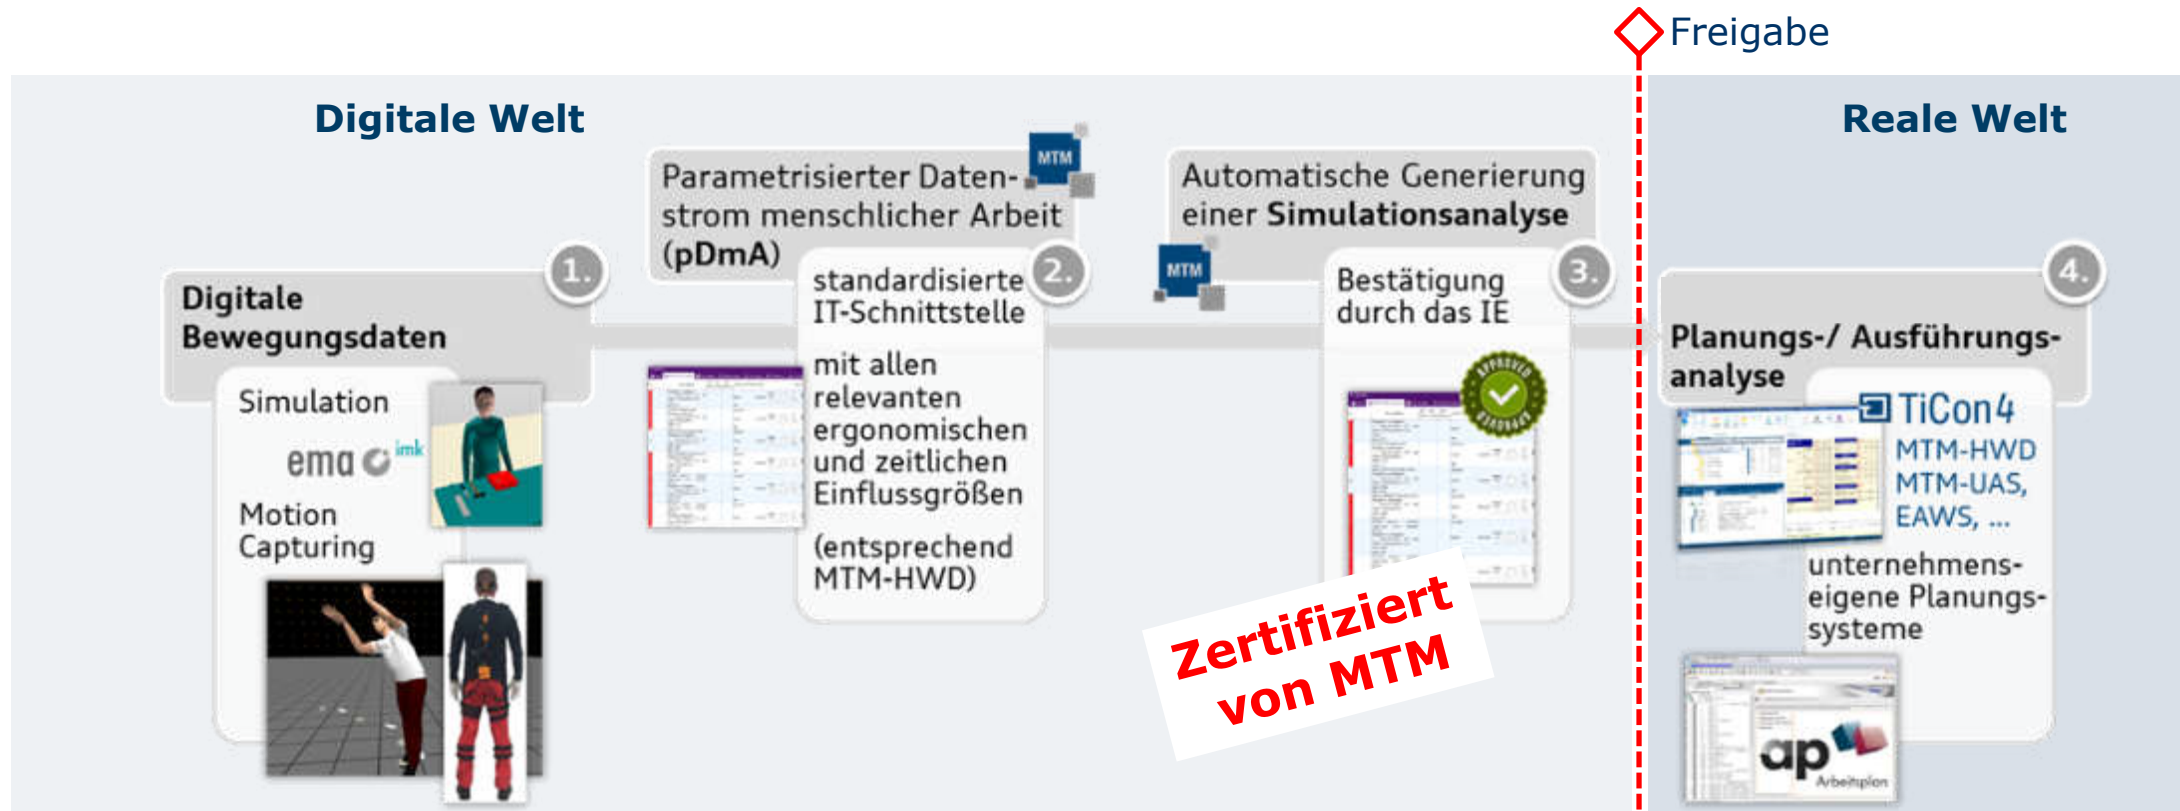 Freigabe
Digitale Welt
Reale Welt
1.
Digitale
Bewegungsdaten
Simulation
ema
imk
Motion
Capturing
MTM
Parametrisierter Daten-
strom menschlicher Arbeit
(pDmA)
2.
standardisierte
IT-Schnittstelle
mit allen
relevanten
ergonomischen
und zeitlichen
Einflussgrößen
(entsprechend
MTM-HWD)
Automatische Generierung
einer Simulationsanalyse
MTM
3.
Bestätigung
durch das IE
APPROVED
APPROVED
Zertifiziert
von MTM
4.
Planungs-/ Ausführungs-
analyse
TiCon4
MTM-HWD
MTM-UAS,
EAWS, ...
unternehmens-
eigene Planungs-
systeme
ap
Arbeitsplan